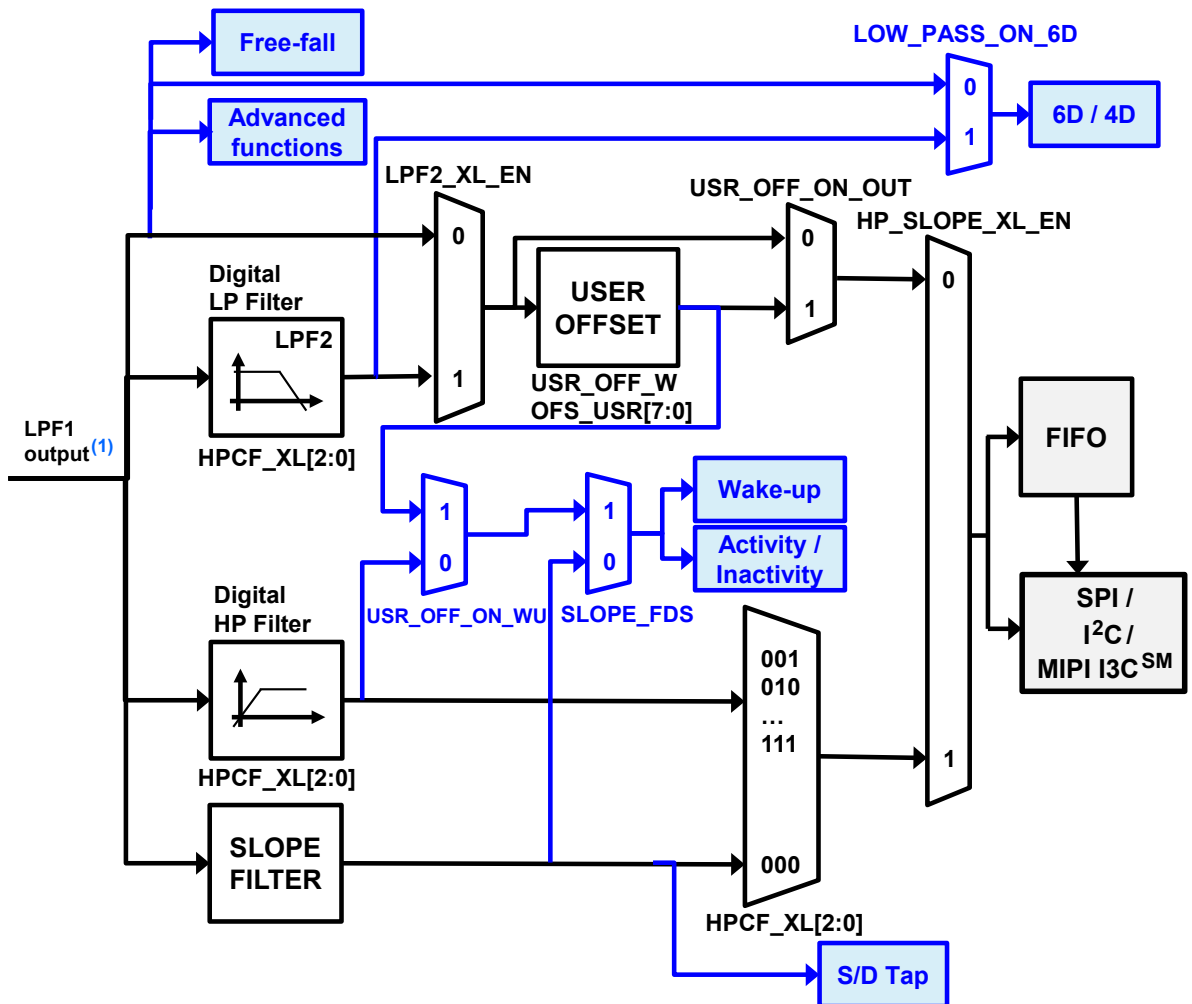 Free-fall
LOW_PASS_ON_6D
0
6D / 4D
Advanced
functions
1
LPF2_XL_EN
USR_OFF_ON_OUT
HP_SLOPE_XL_EN
0
0
Digital
LP Filter
USER
OFFSET
0
LPF2
1
1
USR_OFF_W
OFS_USR[7:0]
LPF1
output(1)
HPCF_XL[2:0]
FIFO
Wake-up
1
1
Activity /
Inactivity
0
0
Digital
HP Filter
USR_OFF_ON_WU
SLOPE_FDS
SPI /
I2C /
MIPI I3CSM
001
010
...
111
1
HPCF_XL[2:0]
SLOPE
FILTER
000
HPCF_XL[2:0]
S/D Tap